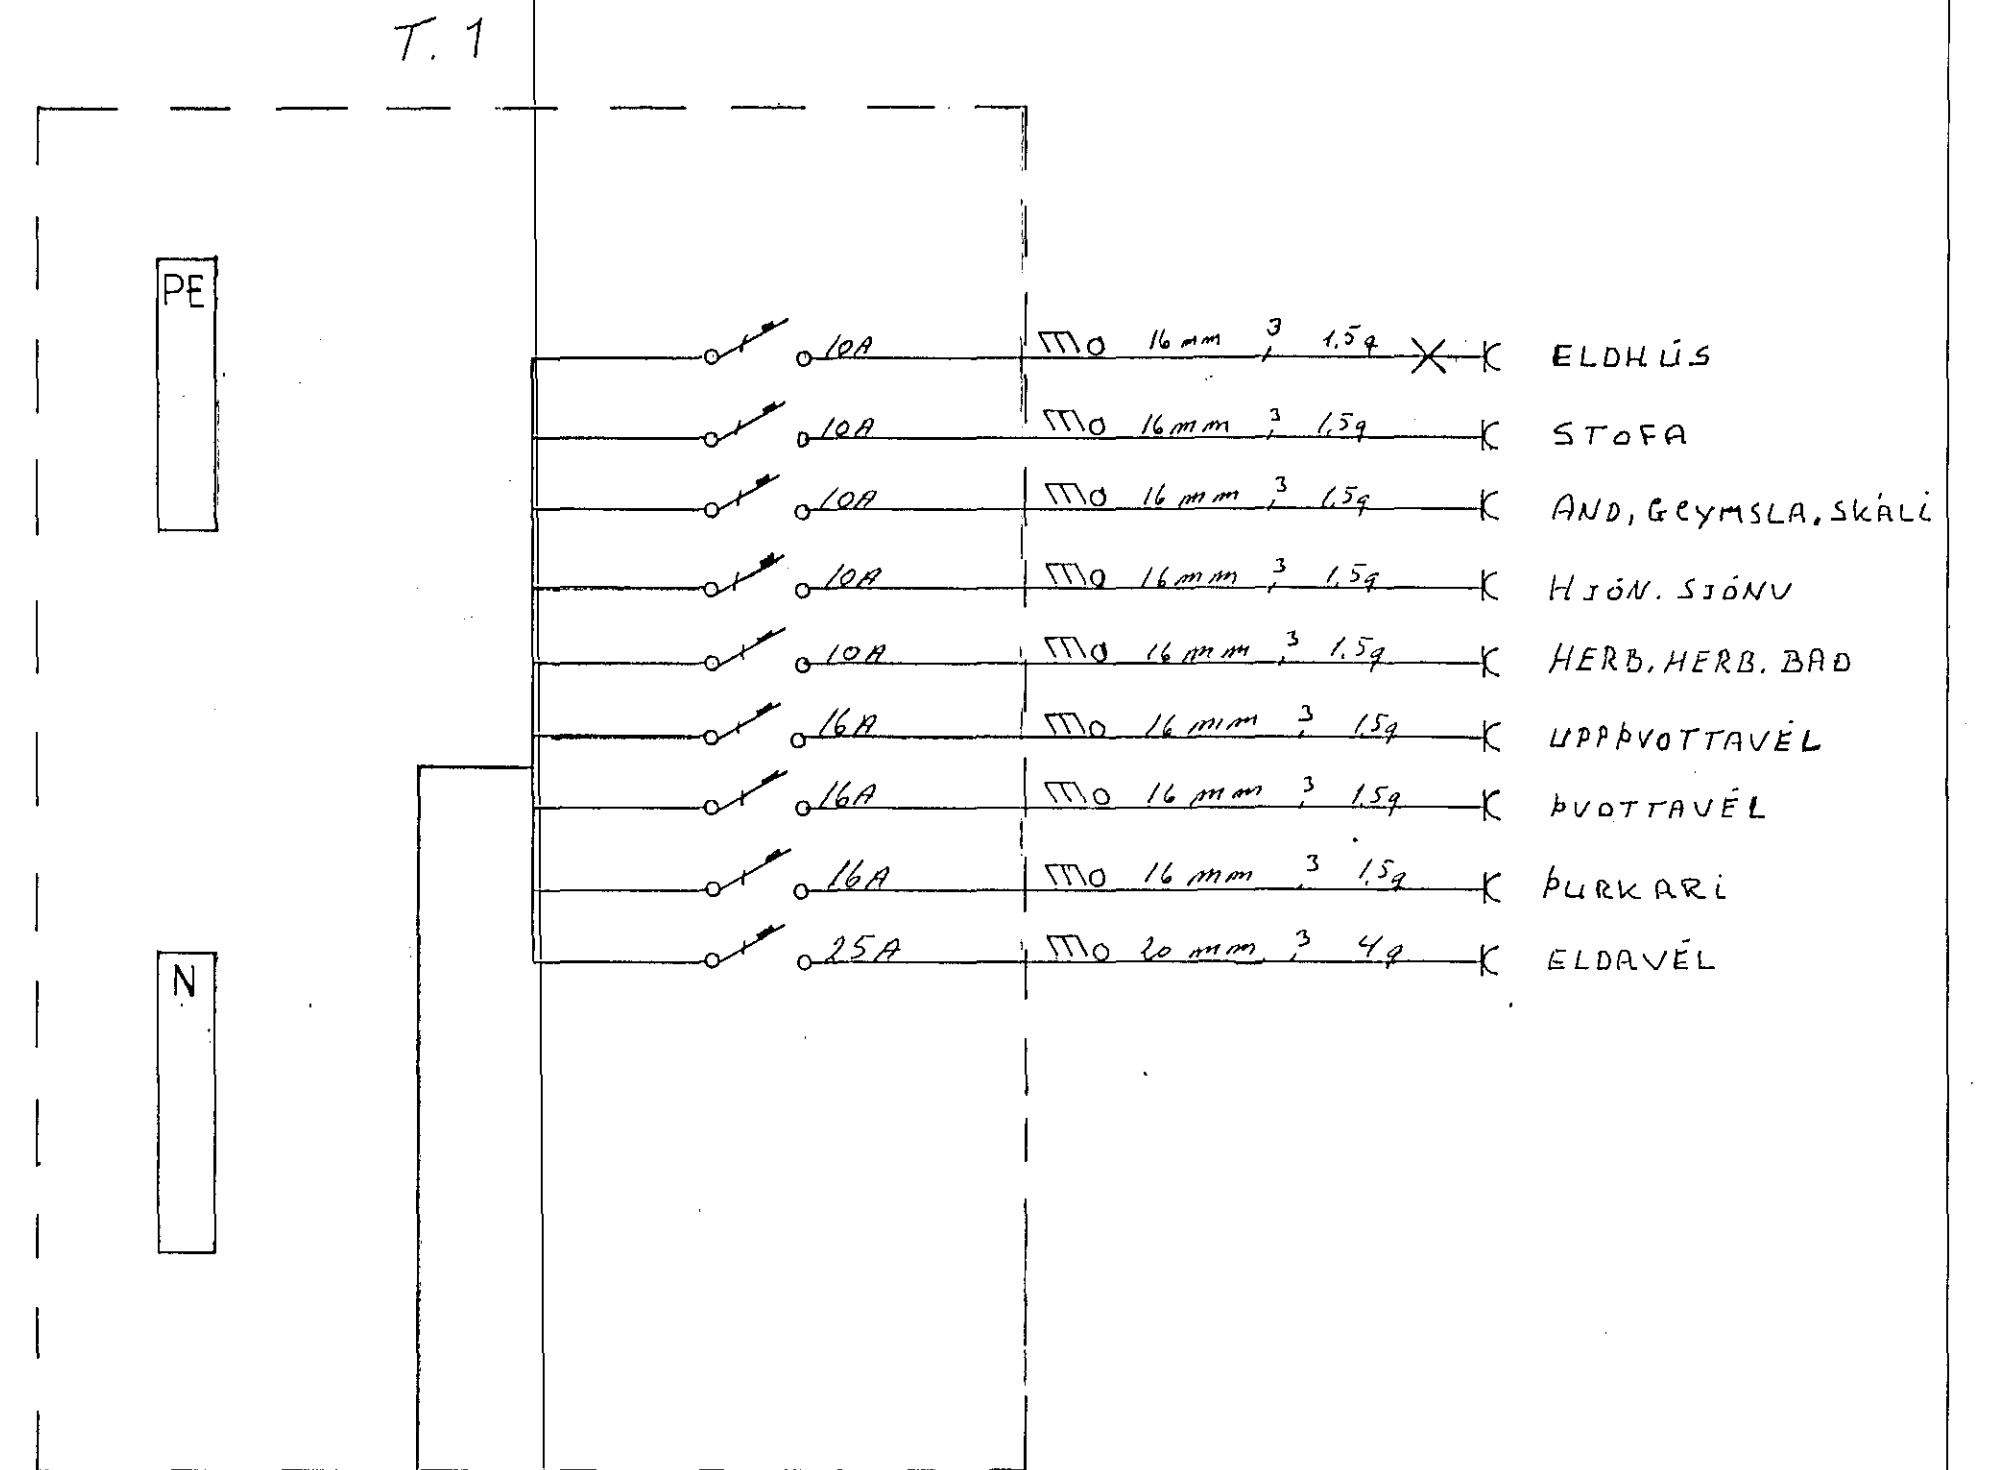 T. 1
PE
10A 16 mm 3 1,5q ELDHÚS
10A 16 mm 3 1,5q STOFA
10A 16 mm 3 1,5q AND, GEYMSLA. SKÁLI
10A 16 mm 3 1,5q HJÓN. SJÓNV
10A 16 mm 3 1,5q HERB. HERB. BAÐ
16A 16 mm 3 1,5q UPPÞVOTTAVÉL
16A 16 mm 3 1,5q ÞVOTTAVÉL
16A 16 mm 3 1,5q ÞURKARI
25A 20 mm 3 4q ELDAVÉL
N